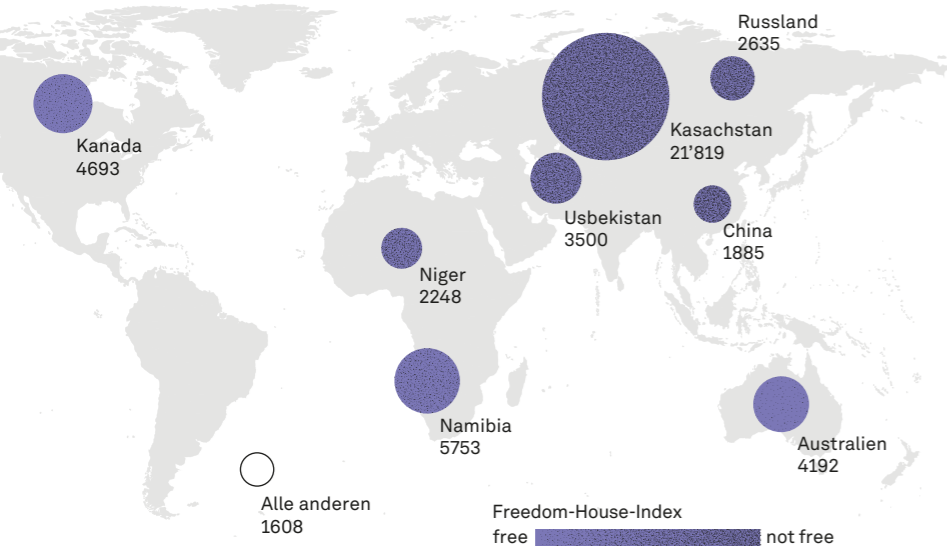 Russland
2635
Kanada
4693
Kasachstan
21’819
Usbekistan
3500
China
1885
Niger
2248
Namibia
5753
Australien
4192
Alle anderen
1608
Freedom-House-Index
free
not free